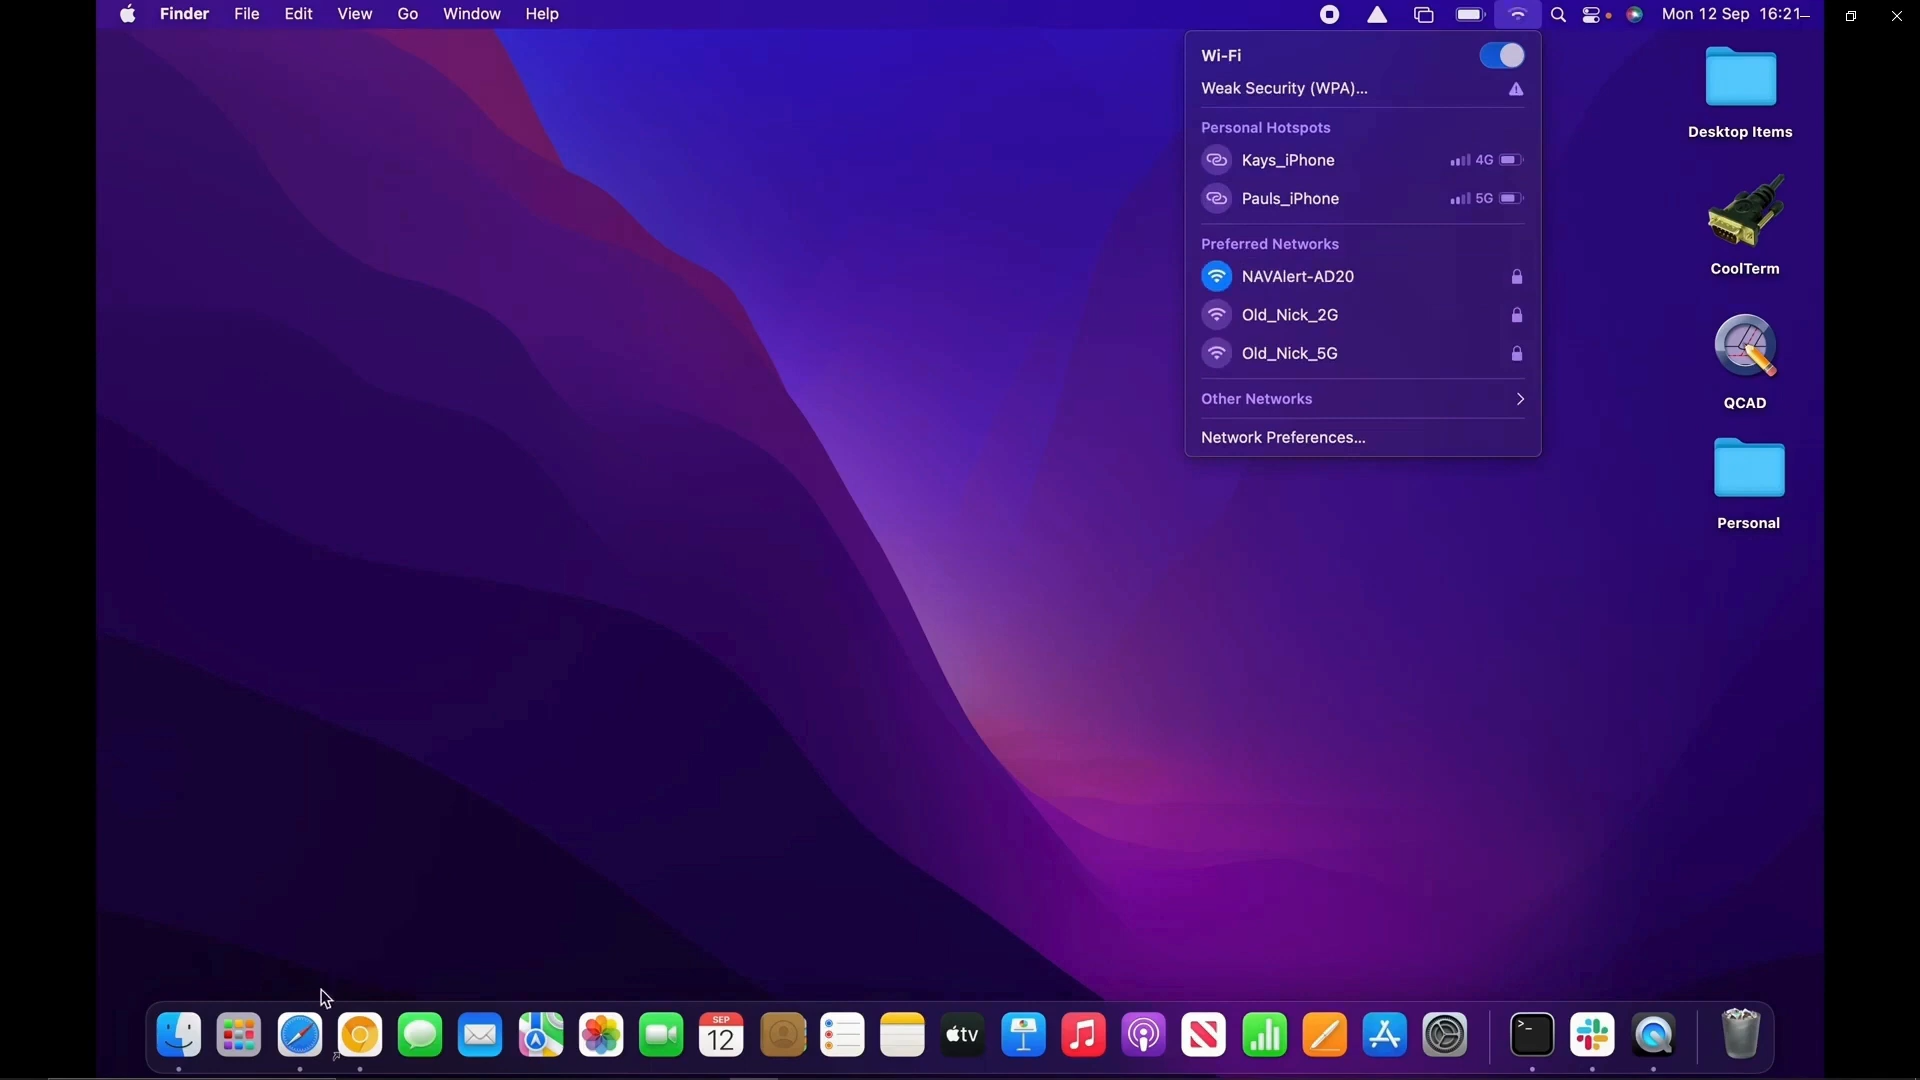 Finder File Edit View Go Window Help Mon 12 Sep 16:21
Wi-Fi
Weak Security (WPA)...
Personal Hotspots
Kays_iPhone 4G
Pauls_iPhone 5G
Preferred Networks
NAVAlert-AD20
Old_Nick_2G
Old_Nick_5G
Other Networks
Network Preferences...
Desktop Items
CoolTerm
QCAD
Personal
SEP
12
tv
>_